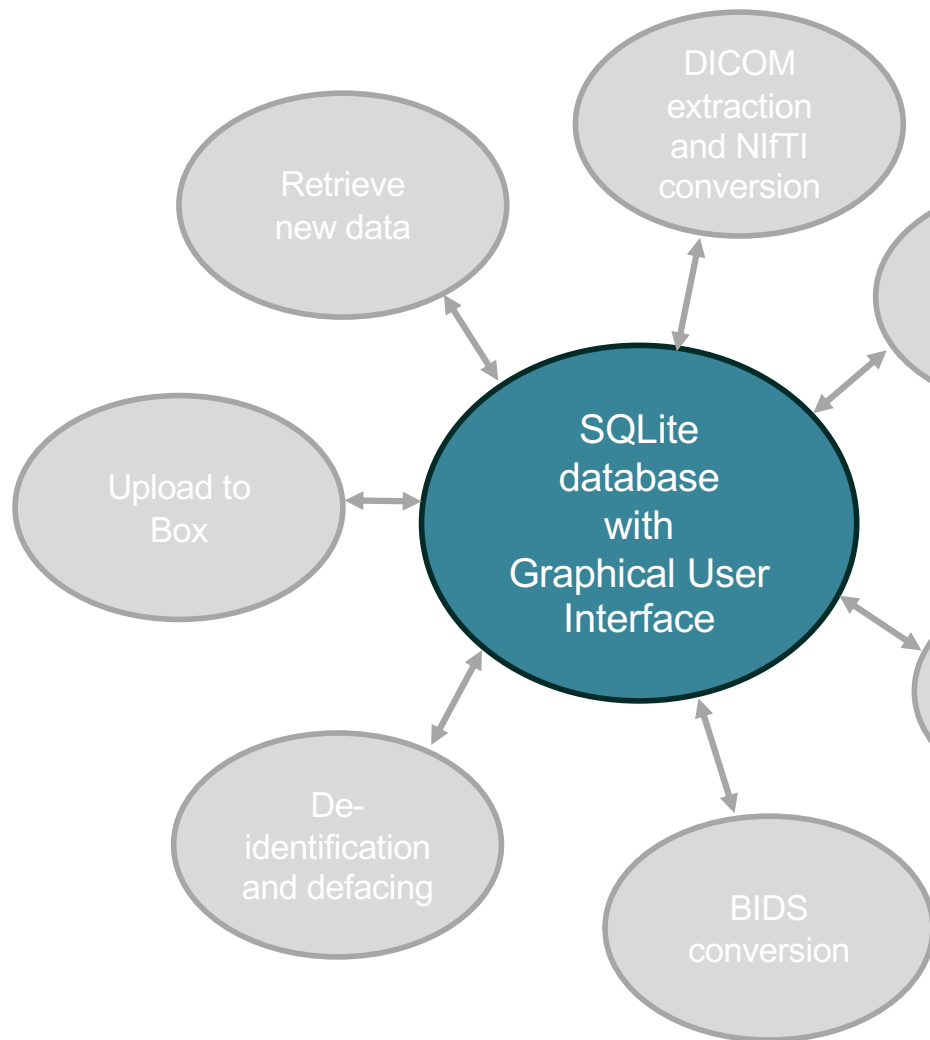 DICOM
extraction
and NIfTI
conversion
Retrieve
new data
SQLite
database
with
Graphical User
Interface
Upload to
Box
De-
identification
and defacing
BIDS
conversion